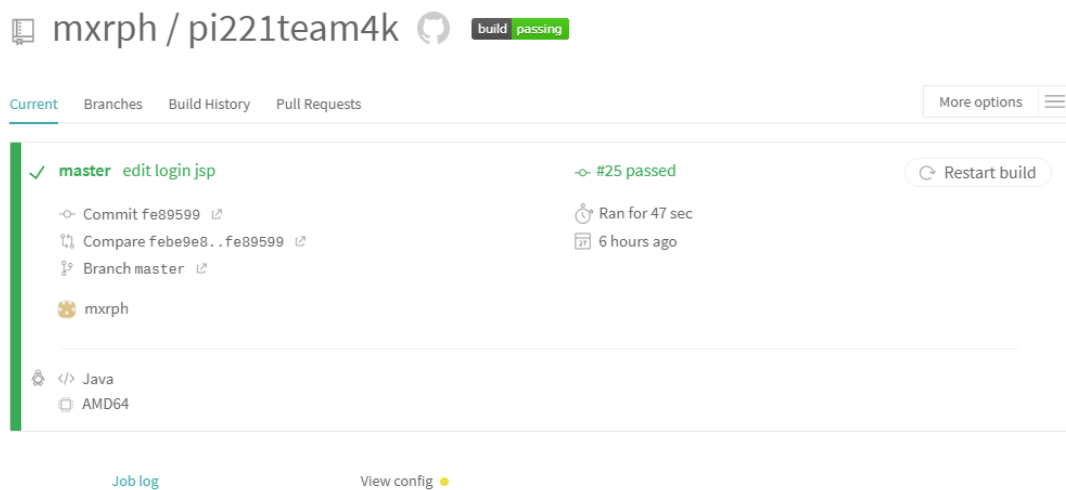 mxrph / pi221team4k build passing
Current Branches Build History Pull Requests More options
master edit login jsp #25 passed Restart build
Commit fe89599 Ran for 47 sec
Compare febe9e8..fe89599 27 6 hours ago
Branch master
mxrph
</> Java
AMD64
Job log View config